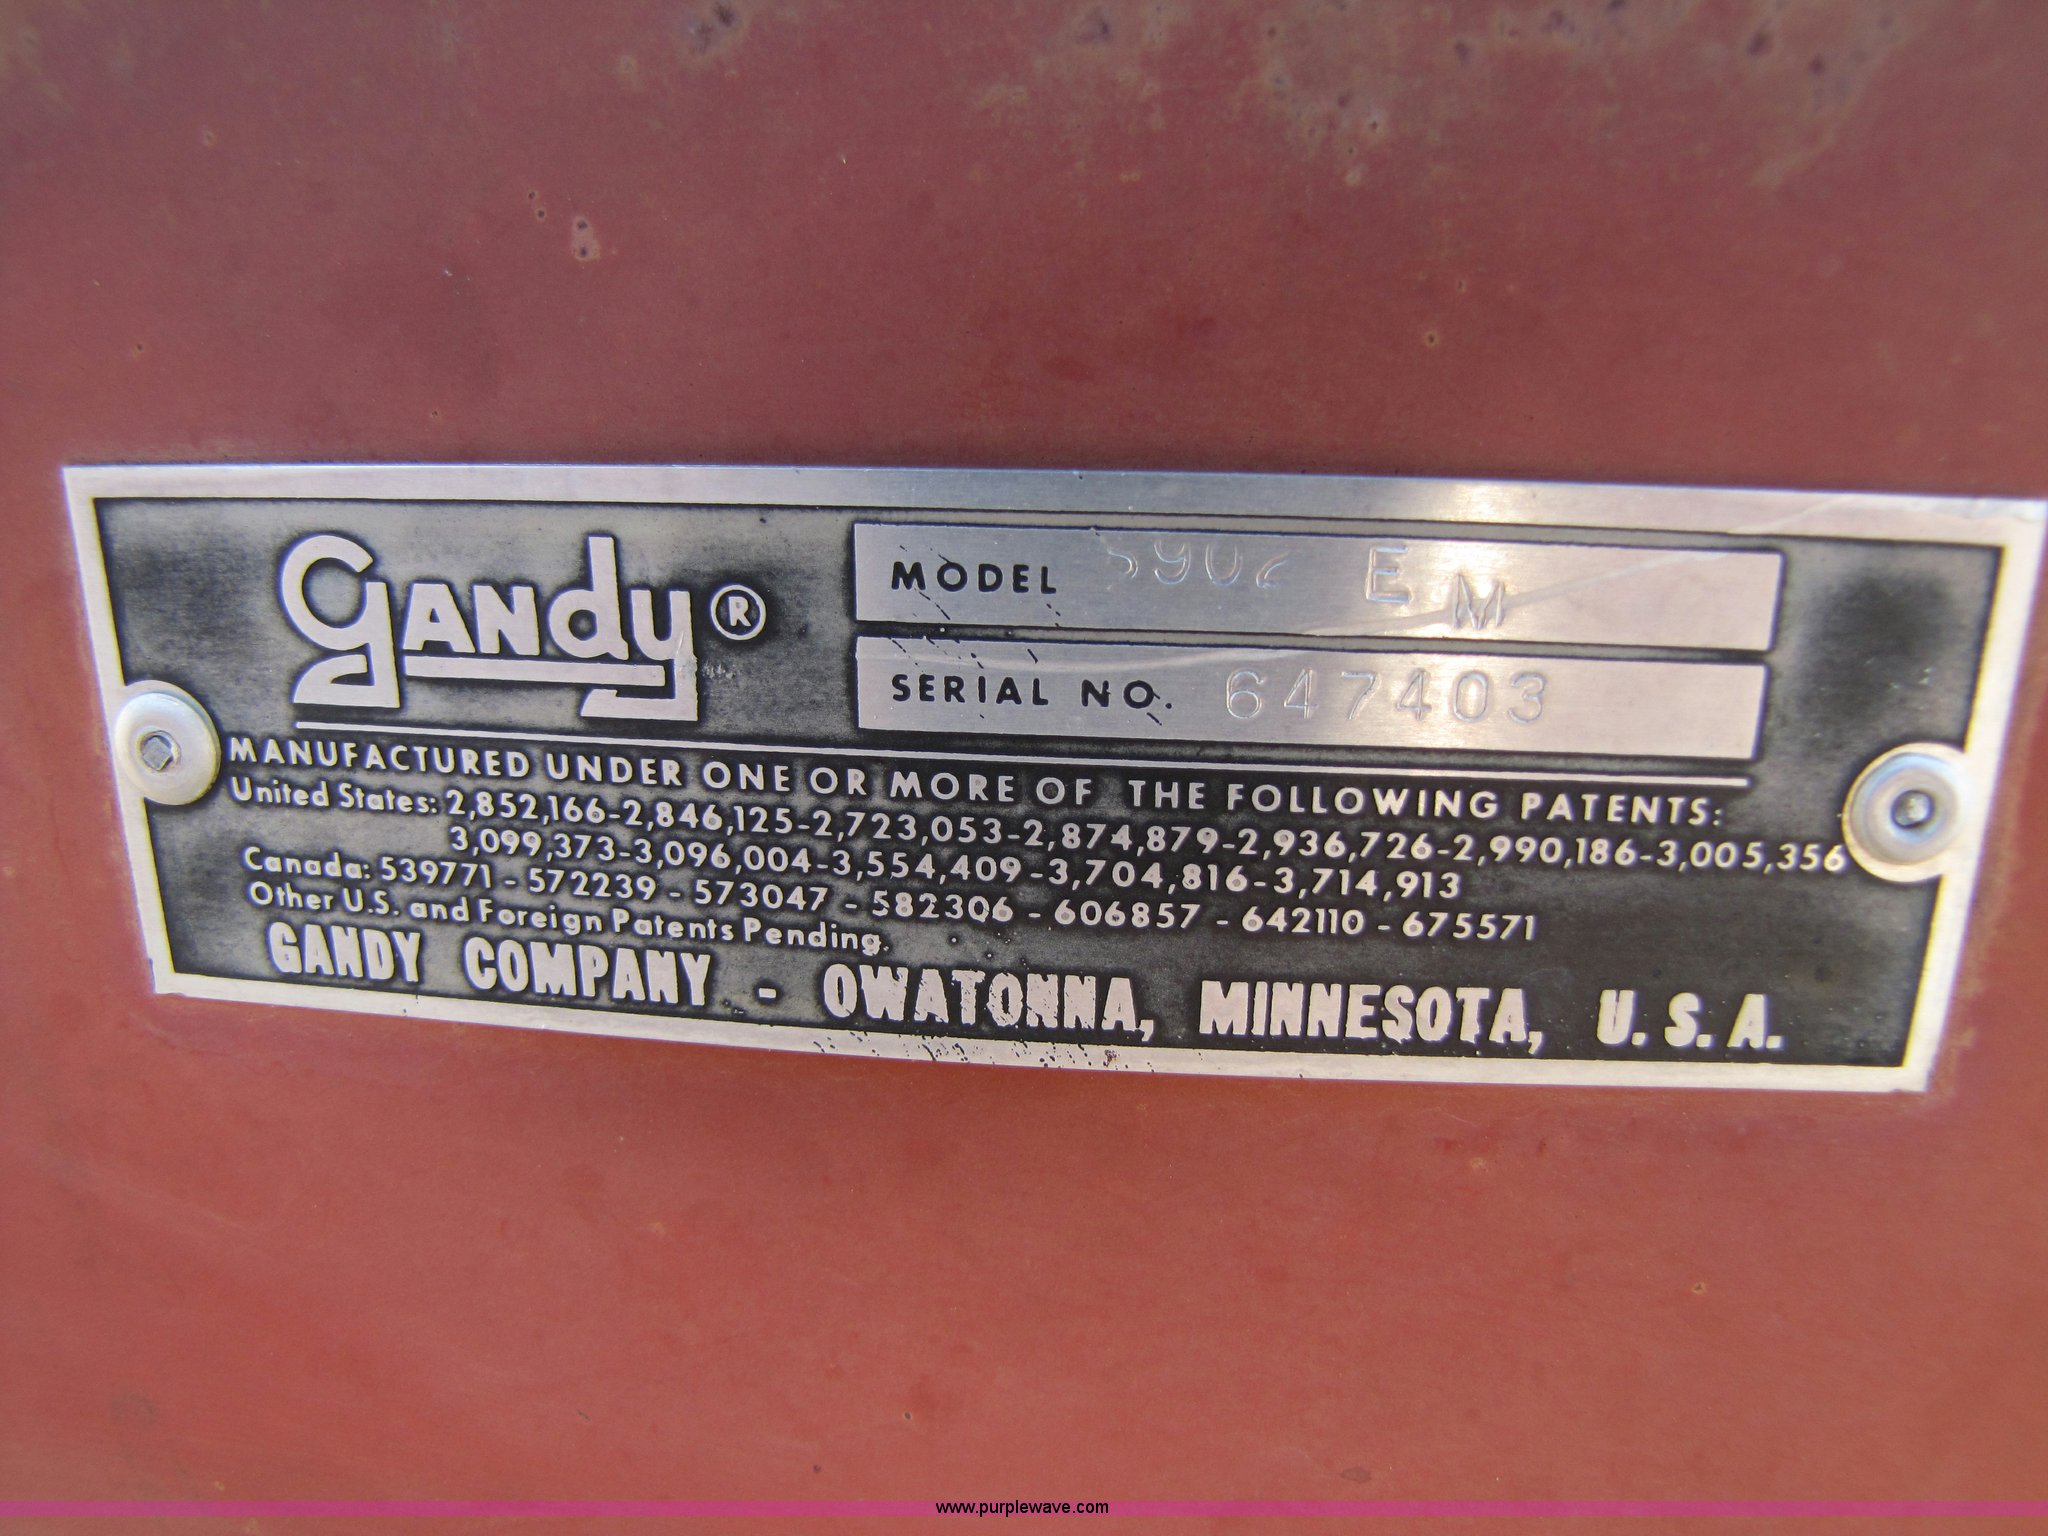 gandy®
MODEL E M
SERIAL NO. 647403
MANUFACTURED UNDER ONE OR MORE OF THE FOLLOWING PATENTS:
United States: 2,852,166-2,846,125-2,723,053-2,874,879-2,936,726-2,990,186-3,005,356
3,099,373-3,096,004-3,554,409-3,704,816-3,714,913
Canada: 539771 - 572239 - 573047 - 582306 - 606857 - 642110 - 675571
Other U.S. and Foreign Patents Pending.
GANDY COMPANY - OWATONNA, MINNESOTA, U.S.A.
www.purplewave.com